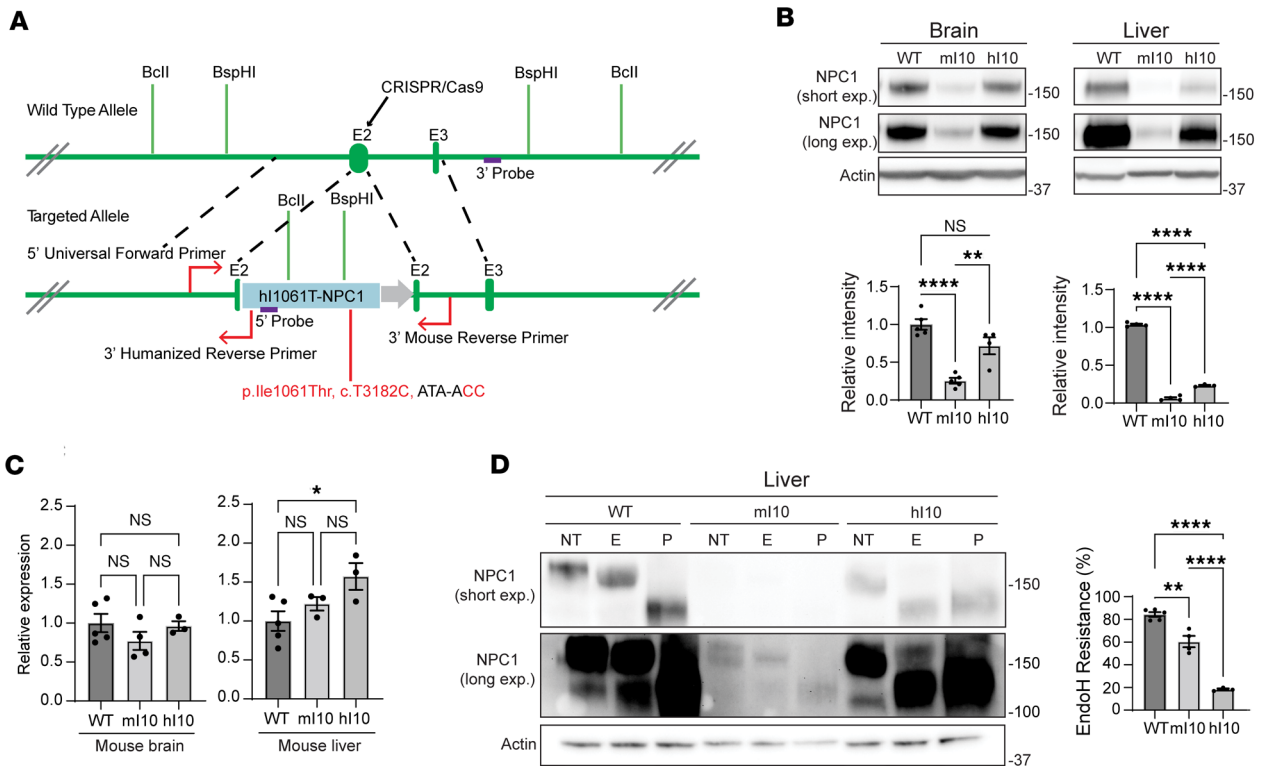 A
BclI
BspHI
BspHI
BclI
CRISPR/Cas9
Wild Type Allele
E2
E3
3’ Probe
Targeted Allele
BclI
BspHI
5’ Universal Forward Primer
E2
E2
E3
hI1061T-NPC1
5’ Probe
3’ Humanized Reverse Primer
3’ Mouse Reverse Primer
p.Ile1061Thr, c.T3182C, ATA-ACC
B
Brain
Liver
WT mI10 hI10
WT mI10 hI10
NPC1
(short exp.)
-150
-150
NPC1
(long exp.)
-150
-150
Actin
-37
-37
NS
**
****
Relative intensity
1.5
1.0
0.5
0.0
WT mI10 hI10
****
****
****
Relative intensity
1.5
1.0
0.5
0.0
WT mI10 hI10
C
Relative expression
2.5
2.0
1.5
1.0
0.5
0.0
NS
NS
NS
WT mI10 hI10
Mouse brain
2.5
2.0
1.5
1.0
0.5
0.0
*
NS
NS
WT mI10 hI10
Mouse liver
D
Liver
WT
mI10
hI10
NT E P NT E P NT E P
NPC1
(short exp.)
-150
NPC1
(long exp.)
-150
-100
Actin
-37
****
****
**
EndoH Resistance (%)
100
80
60
40
20
0
WT mI10 hI10